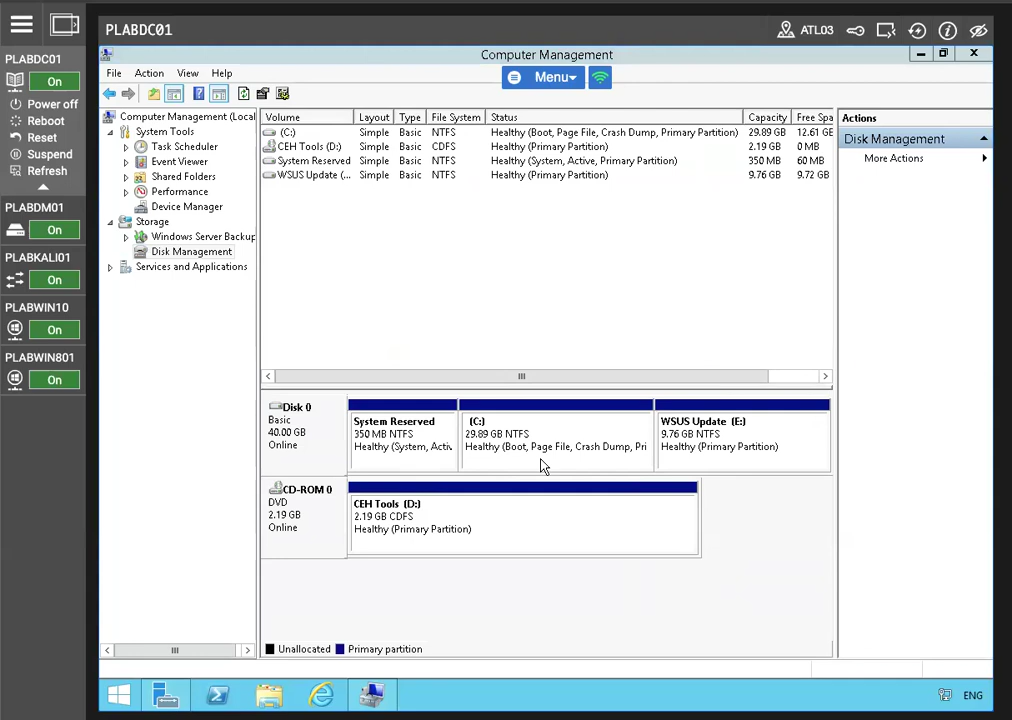 PLABDC01
On
Power off
Reboot
Reset
Suspend
Refresh
PLABDM01
On
PLABKALI01
On
PLABWIN10
On
PLABWIN801
On
PLABDC01
ATL03
Computer Management
Menu
File Action View Help
Computer Management (Local
System Tools
Task Scheduler
Event Viewer
Shared Folders
Performance
Device Manager
Storage
Windows Server Backup
Disk Management
Services and Applications
Volume Layout Type File System Status Capacity Free Spa
(C:) Simple Basic NTFS Healthy (Boot, Page File, Crash Dump, Primary Partition) 29.89 GB 12.61 G
CEH Tools (D:) Simple Basic CDFS Healthy (Primary Partition) 2.19 GB 0 MB
System Reserved Simple Basic NTFS Healthy (System, Active, Primary Partition) 350 MB 60 MB
WSUS Update (... Simple Basic NTFS Healthy (Primary Partition) 9.76 GB 9.72 G
Disk 0
Basic
40.00 GB
Online
System Reserved
350 MB NTFS
Healthy (System, Activ
(C:)
29.89 GB NTFS
Healthy (Boot, Page File, Crash Dump, Pri
WSUS Update (E:)
9.76 GB NTFS
Healthy (Primary Partition)
CD-ROM 0
DVD
2.19 GB
Online
CEH Tools (D:)
2.19 GB CDFS
Healthy (Primary Partition)
Unallocated Primary partition
Actions
Disk Management
More Actions
ENG